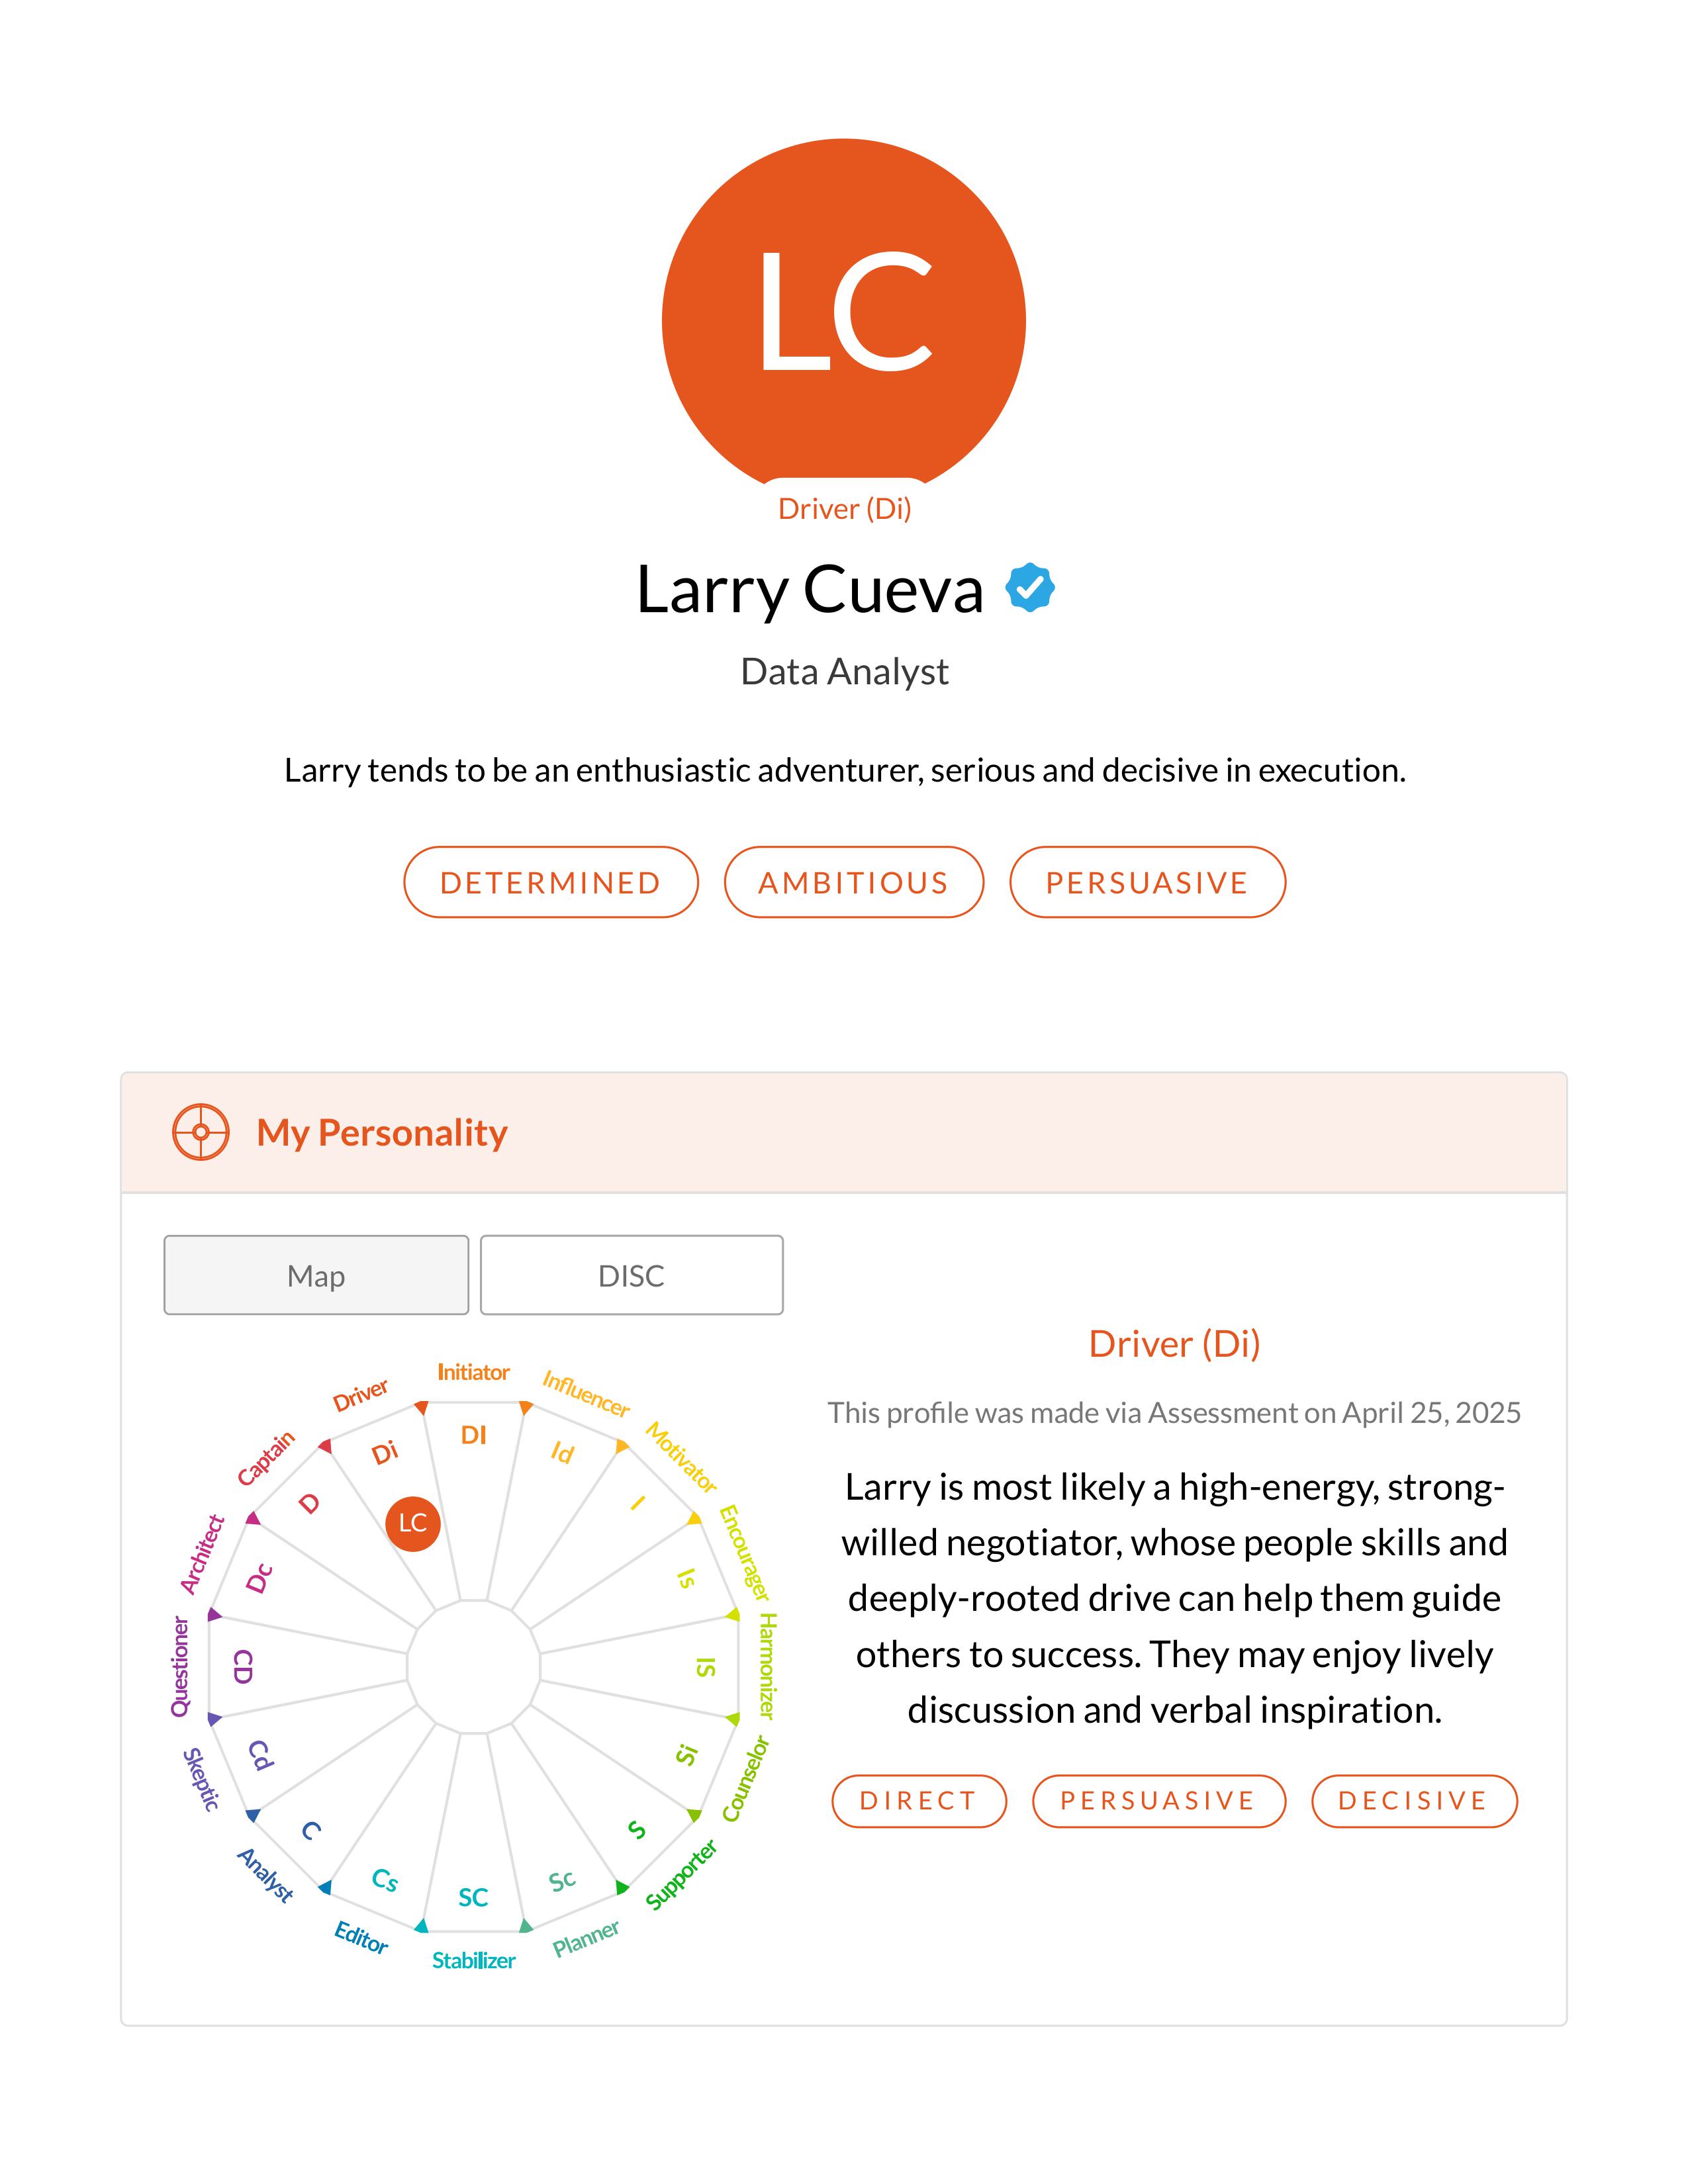 LC
Driver (Di)
Larry Cueva
Data Analyst
Larry tends to be an enthusiastic adventurer, serious and decisive in execution.
DETERMINED AMBITIOUS PERSUASIVE
My Personality
Map DISC
Initiator
Influencer
Motivator
Encourager
Harmonizer
Counselor
Supporter
Planner
Stabilizer
Editor
Analyst
Skeptic
Questioner
Architect
Captain
Driver
DI
Id
I
Is
IS
Si
S
Sc
SC
Cs
C
Cd
CD
Dc
D
Di
LC
Driver (Di)
This profile was made via Assessment on April 25, 2025
Larry is most likely a high-energy, strong-
willed negotiator, whose people skills and
deeply-rooted drive can help them guide
others to success. They may enjoy lively
discussion and verbal inspiration.
DIRECT PERSUASIVE DECISIVE